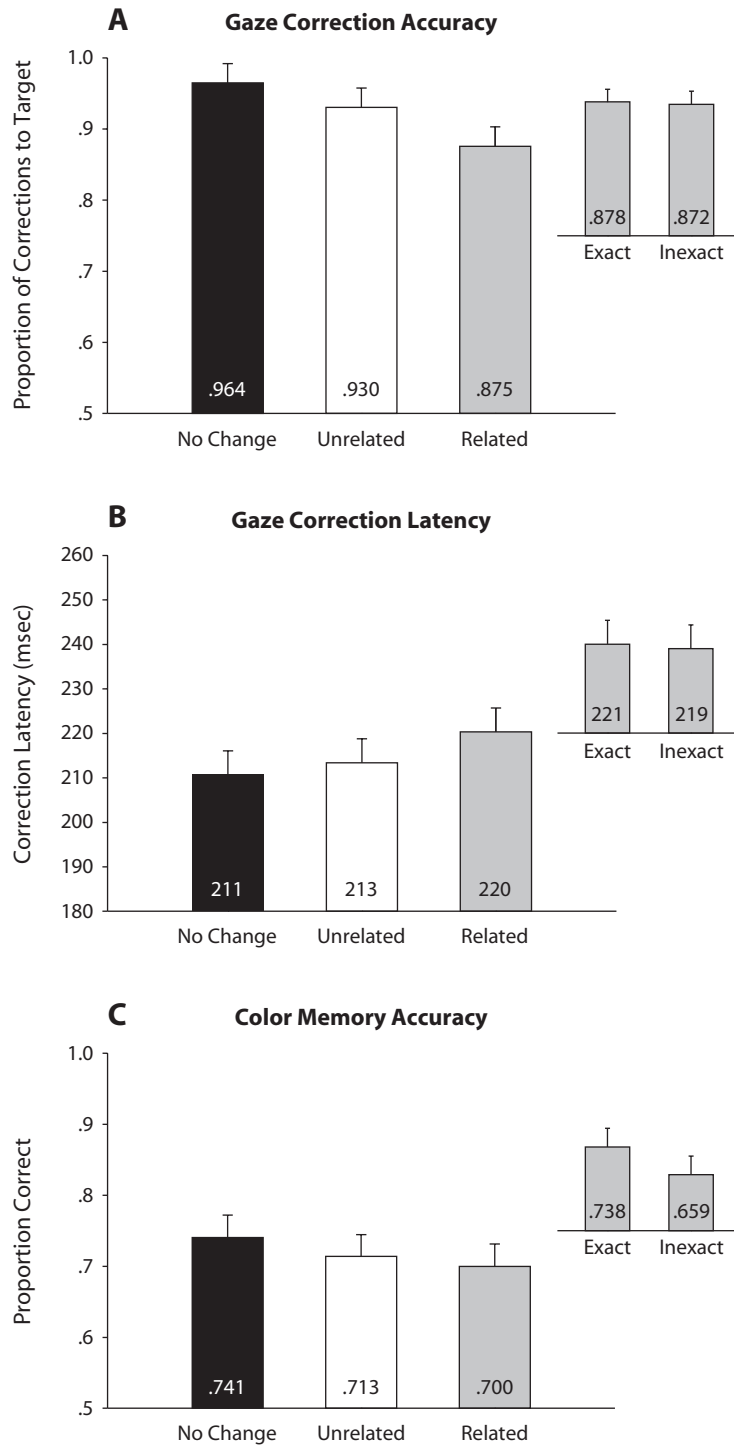 A Gaze Correction Accuracy
Proportion of Corrections to Target
1.0
.9
.8
.7
.6
.5
.964
.930
.875
No Change
Unrelated
Related
.878
.872
Exact
Inexact
B Gaze Correction Latency
Correction Latency (msec)
260
250
240
230
220
210
200
190
180
211
213
220
No Change
Unrelated
Related
221
219
Exact
Inexact
C Color Memory Accuracy
Proportion Correct
1.0
.9
.8
.7
.6
.5
.741
.713
.700
No Change
Unrelated
Related
.738
.659
Exact
Inexact